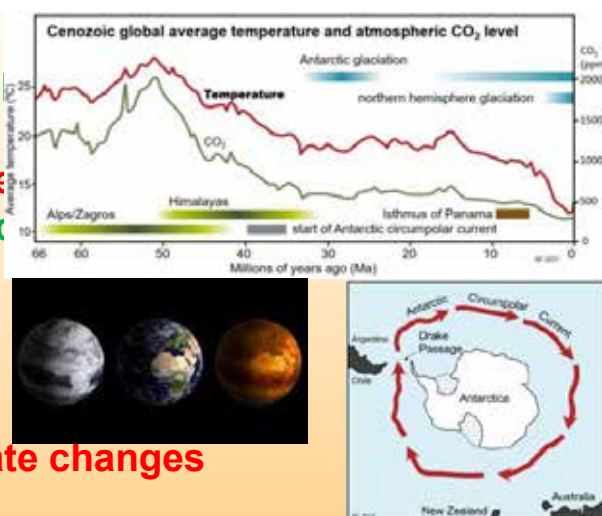 Cenozoic global average temperature and atmospheric CO₂ level
CO₂
(ppm)
Antarctic glaciation
2000
25
Temperature
northern hemisphere glaciation
1500
Average temperature (°C)
20
CO₂
1000
15
Himalayas
500
Alps/Zagros
Isthmus of Panama
10
start of Antarctic circumpolar current
0
66 60 50 40 30 20 10 0
Millions of years ago (Ma)
Antarctic Circumpolar Current
Argentina
Drake
Passage
Chile
Antarctica
ate changes
Australia
New Zealand